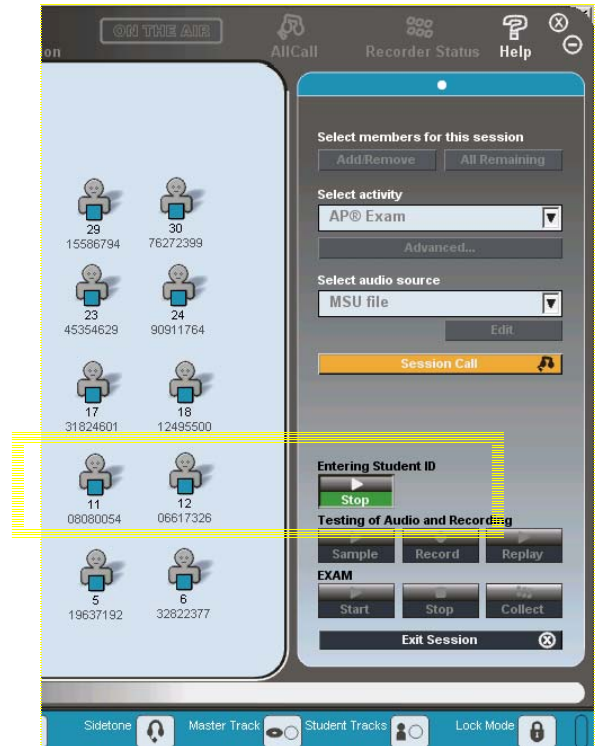 ON THE AIR
on AllCall Recorder Status Help
Select members for this session
Add/Remove All Remaining
Select activity
AP® Exam
Advanced...
Select audio source
MSU file
Edit
Session Call
29 30
15586794 76272399
23 24
45354629 90911764
17 18
31824601 12495500
Entering Student ID
Stop
11 12
08080054 06617326
Testing of Audio and Recording
Sample Record Replay
EXAM
Start Stop Collect
5 6
19637192 32822377
Exit Session
Sidetone Master Track Student Tracks Lock Mode